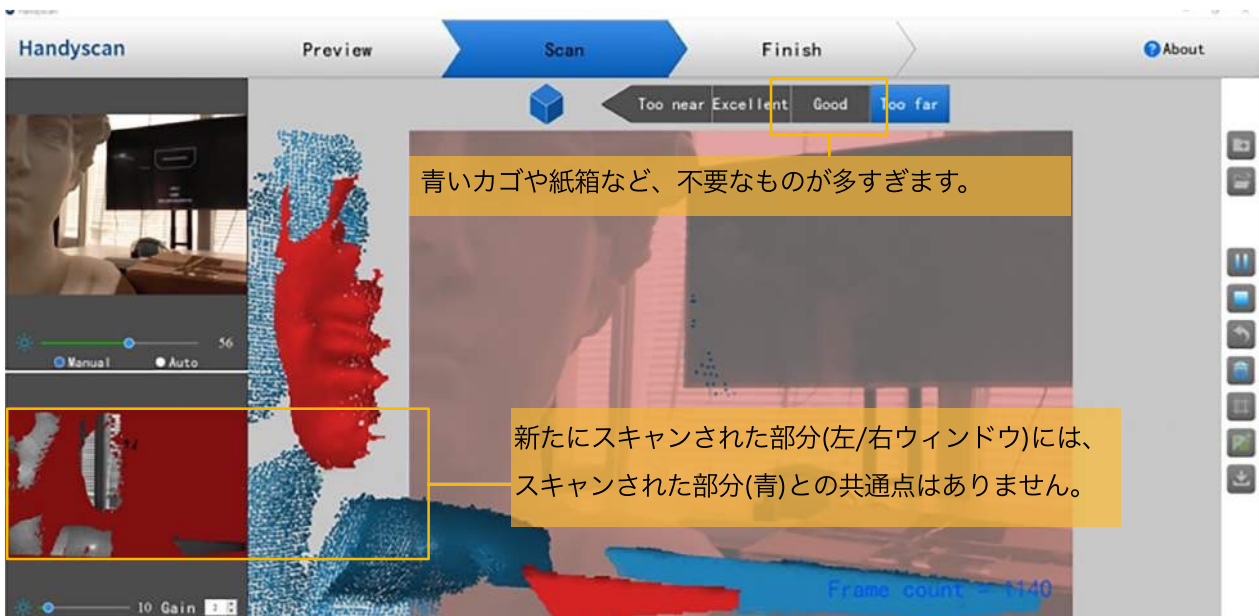 Handyscan
Handyscan
Preview
Scan
Finish
About
Too near
Excellent
Good
Too far
青いカゴや紙箱など、不要なものが多すぎます。
56
Manual
Auto
新たにスキャンされた部分(左/右ウィンドウ)には、
スキャンされた部分(青)との共通点はありません。
Frame count = 1140
10 Gain 2